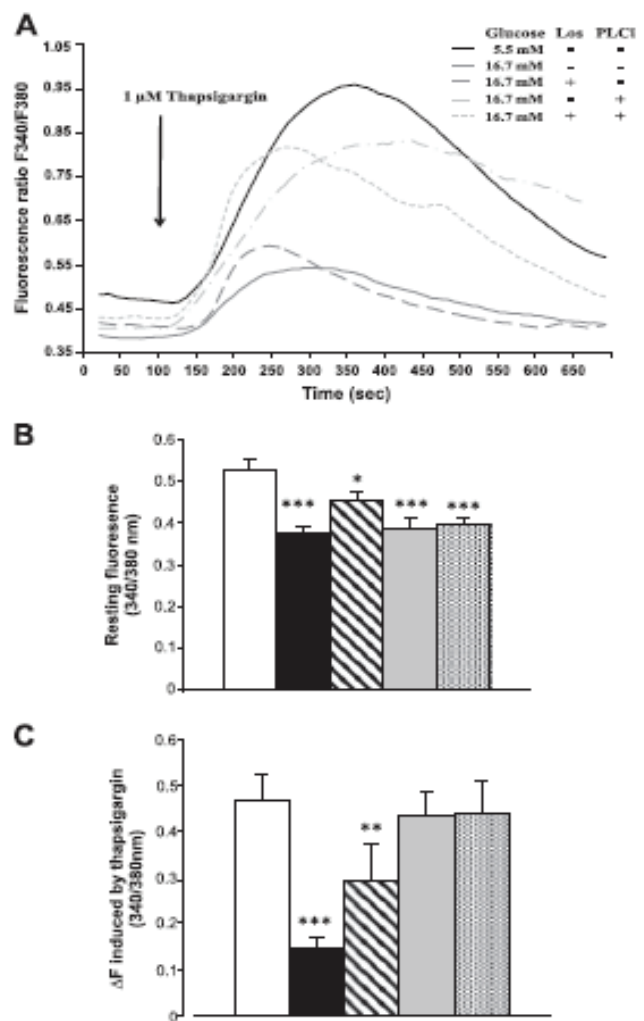 A
Glucose Los PLCI
5.5 mM - -
16.7 mM - -
16.7 mM + -
16.7 mM - +
16.7 mM + +
1 μM Thapsigargin
Fluorescence ratio F340/F380
1.05
0.95
0.85
0.75
0.65
0.55
0.45
0.35
0 50 100 150 200 250 300 350 400 450 500 550 600 650
Time (sec)
B
Resting fluoresence
(340/380 nm)
0.6
0.5
0.4
0.3
0.2
0.1
0
*** * *** ***
C
ΔF induced by thapsigargin
(340/380nm)
0.6
0.5
0.4
0.3
0.2
0.1
0
*** **